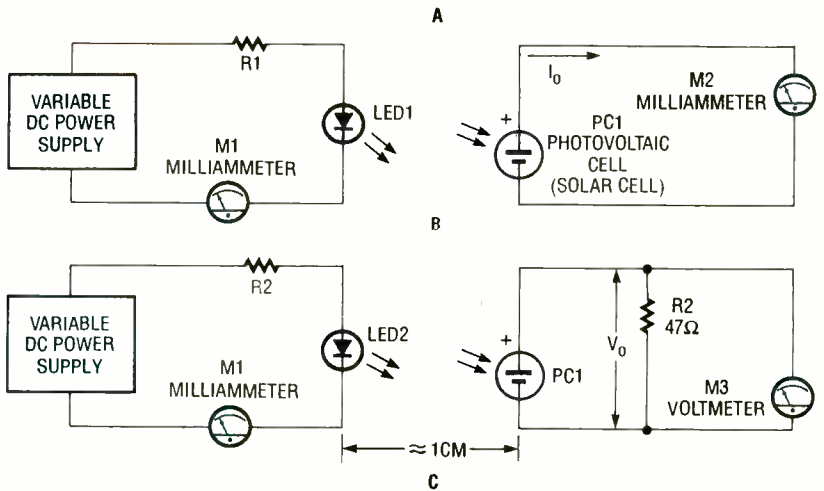 A
R1
VARIABLE
DC POWER
SUPPLY
LED1
M1
MILLIAMMETER
I₀
+
PC1
PHOTOVOLTAIC
CELL
(SOLAR CELL)
M2
MILLIAMMETER
B
R2
VARIABLE
DC POWER
SUPPLY
LED2
M1
MILLIAMMETER
+
PC1
V₀
R2
47Ω
M3
VOLTMETER
≈ 1CM
C